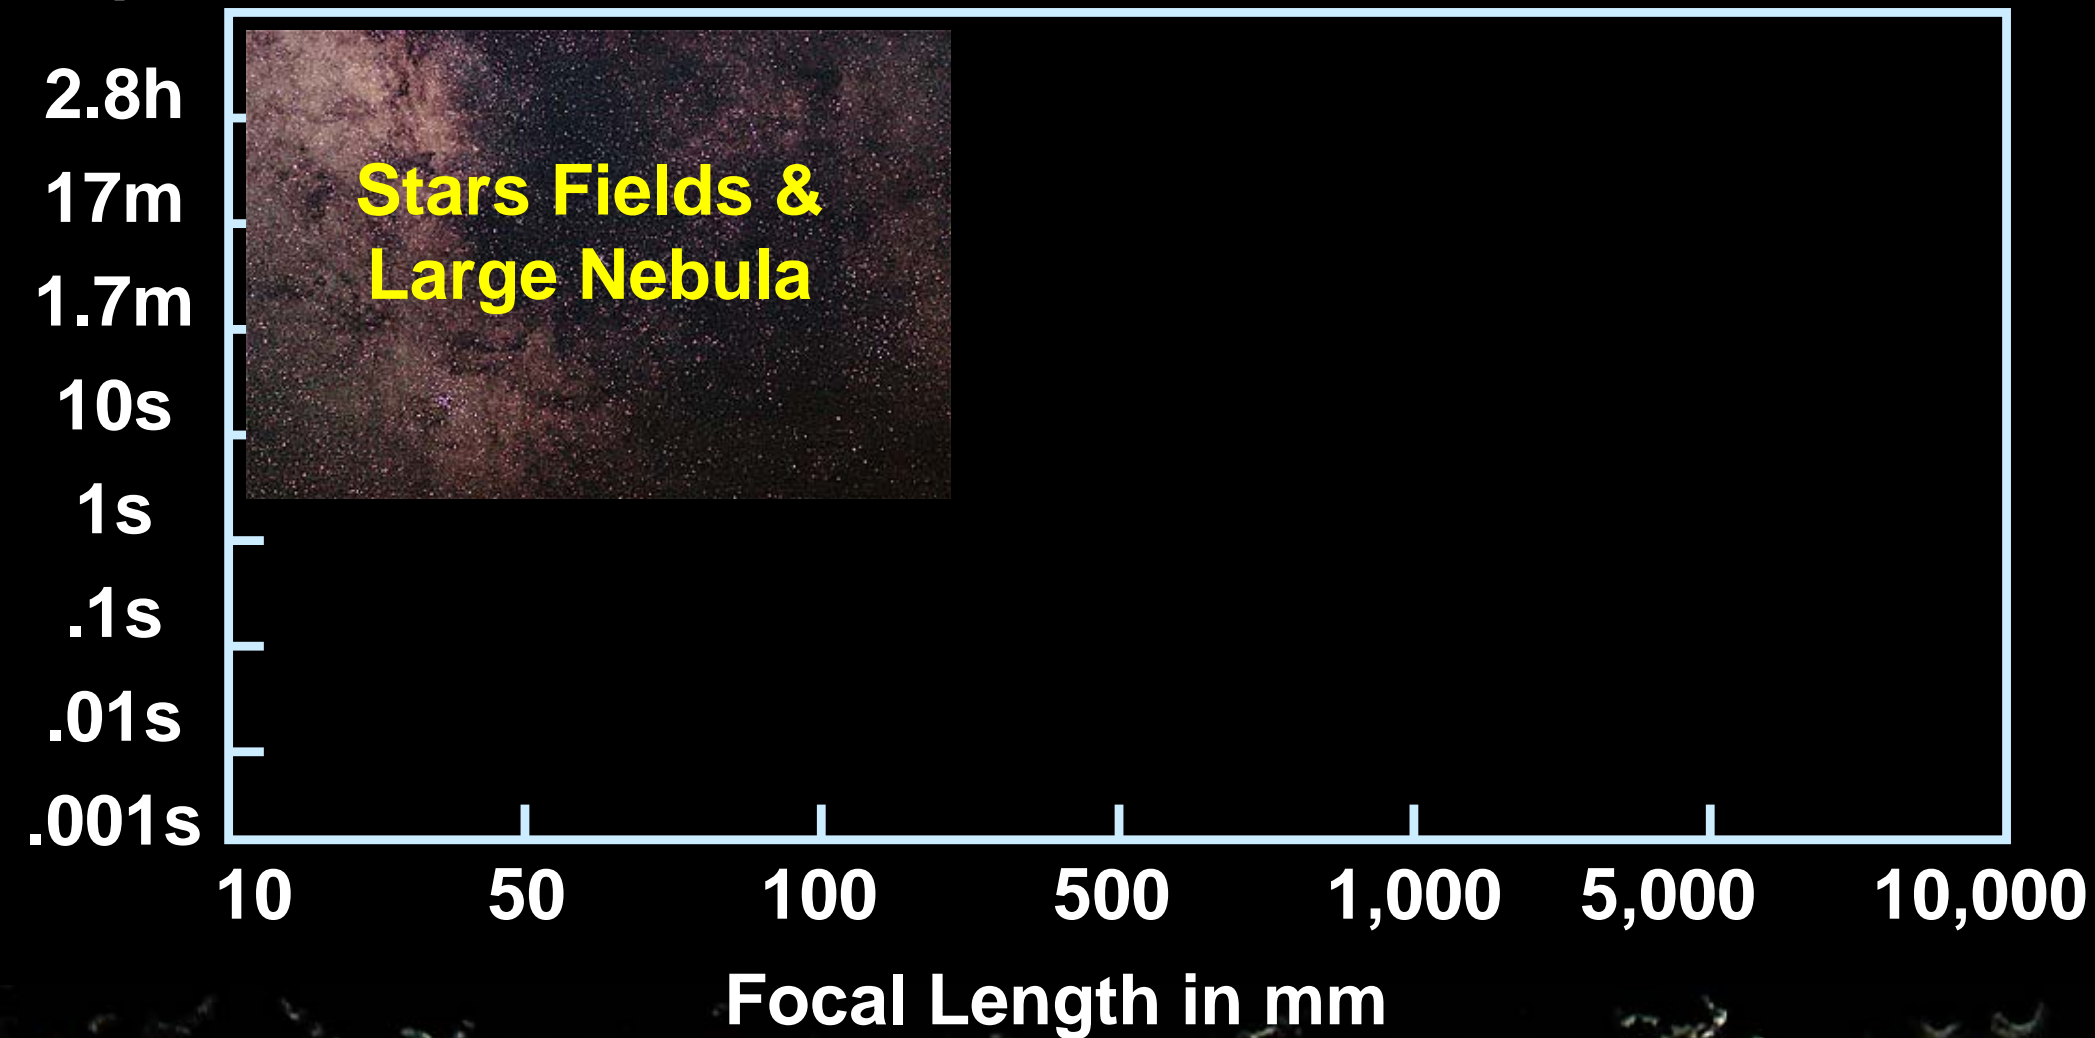 2.8h
17m
1.7m
10s
1s
.1s
.01s
.001s
Stars Fields &
Large Nebula
10 50 100 500 1,000 5,000 10,000
Focal Length in mm